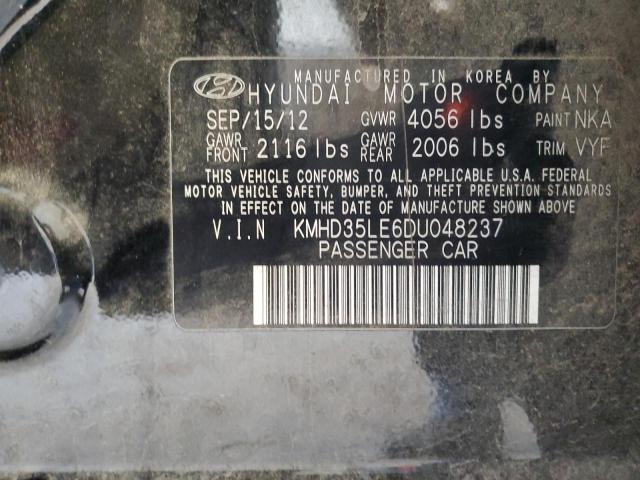 MANUFACTURED IN KOREA BY
HYUNDAI MOTOR COMPANY
SEP/15/12 GVWR 4056 lbs PAINT NKA
GAWR FRONT 2116 lbs GAWR REAR 2006 lbs TRIM VYF
THIS VEHICLE CONFORMS TO ALL APPLICABLE U.S.A. FEDERAL
MOTOR VEHICLE SAFETY, BUMPER, AND THEFT PREVENTION STANDARDS
IN EFFECT ON THE DATE OF MANUFACTURE SHOWN ABOVE
V.I.N KMHD35LE6DU048237
PASSENGER CAR